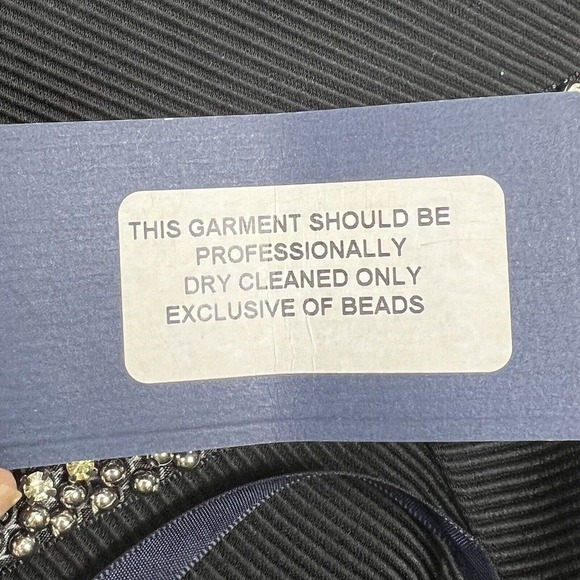 THIS GARMENT SHOULD BE
PROFESSIONALLY
DRY CLEANED ONLY
EXCLUSIVE OF BEADS